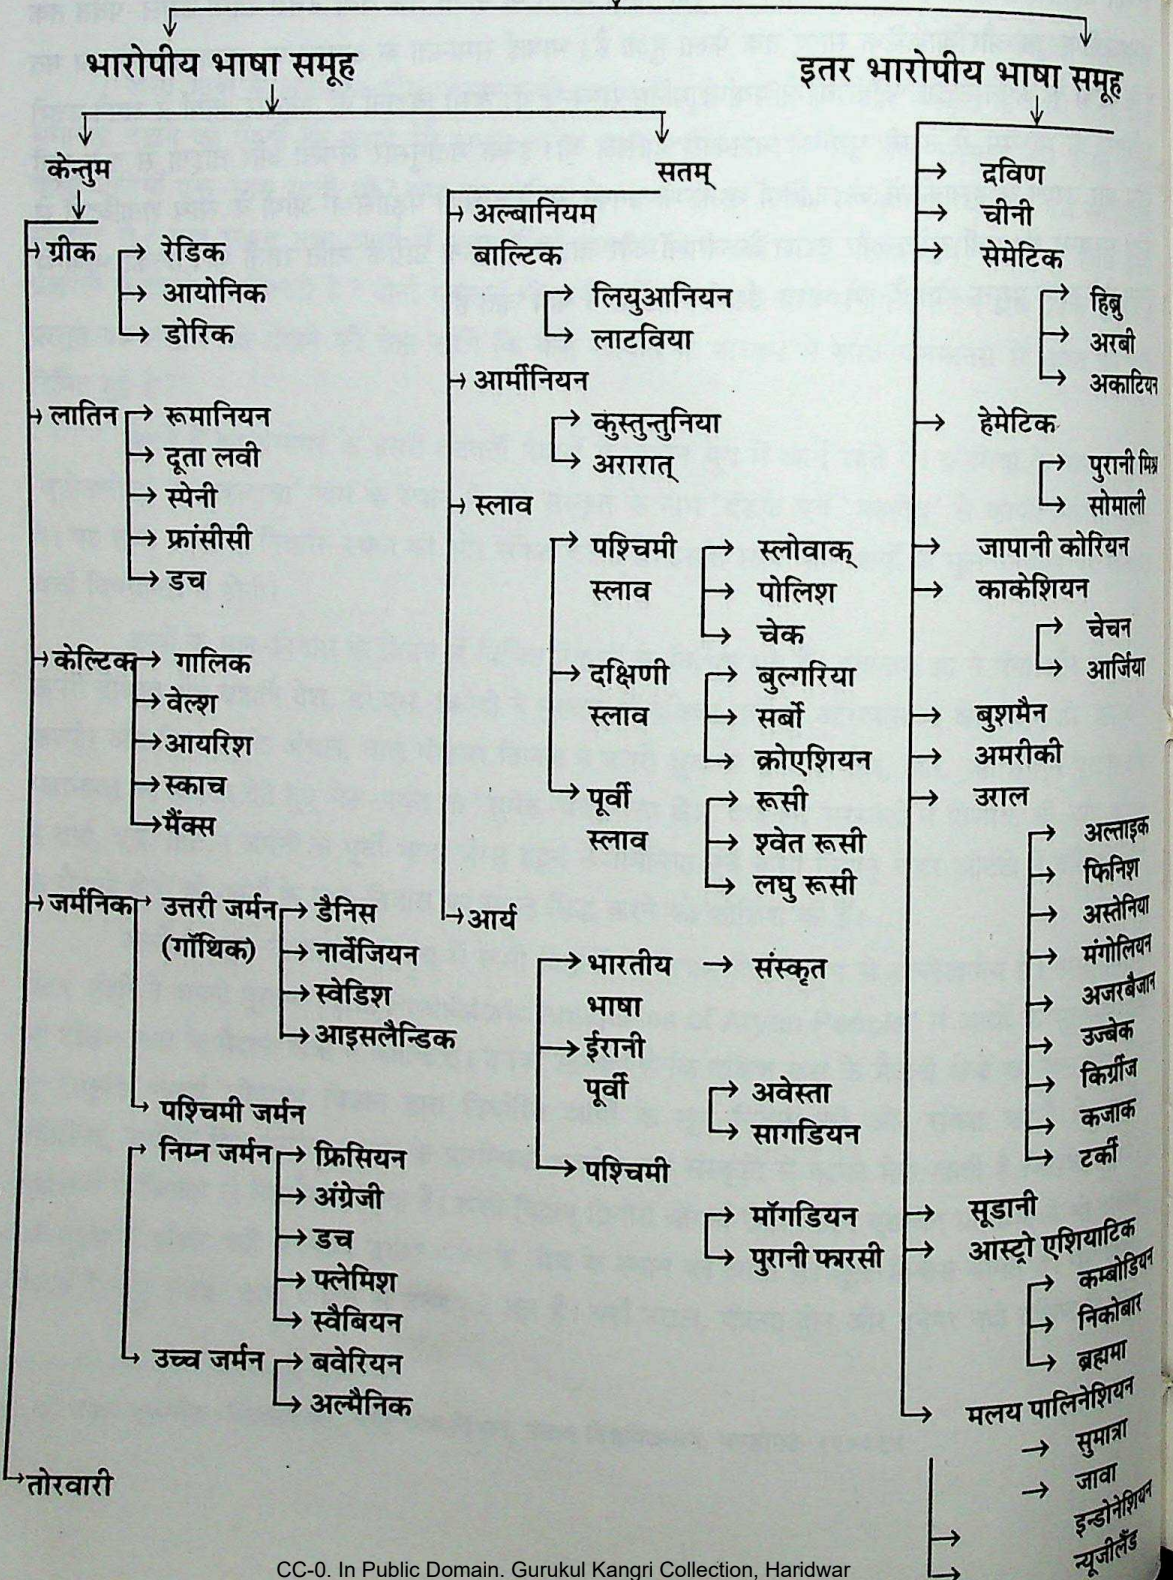 भारोपीय भाषा समूह
केन्तुम
ग्रीक
रेडिक
आयोनिक
डोरिक
लातिन
रूमानियन
दूता लवी
स्पेनी
फ्रांसीसी
डच
केल्टिक
गालिक
वेल्श
आयरिश
स्काच
मैंक्स
जर्मनिक
उत्तरी जर्मन
(गॉथिक)
डैनिस
नार्वेजियन
स्वेडिश
आइसलैन्डिक
पश्चिमी जर्मन
निम्न जर्मन
फ्रिसियन
अंग्रेजी
डच
फ्लेमिश
स्वैबियन
उच्च जर्मन
बवेरियन
अल्मैनिक
तोरवारी
सतम्
अल्बानियम
बाल्टिक
लियुआनियन
लाटविया
आर्मीनियन
कुस्तुन्तुनिया
अरारात्
स्लाव
पश्चिमी
स्लाव
स्लोवाक्
पोलिश
चेक
दक्षिणी
स्लाव
बुल्गरिया
सर्बो
क्रोएशियन
पूर्वी
स्लाव
रूसी
श्वेत रूसी
लघु रूसी
आर्य
भारतीय
भाषा
संस्कृत
ईरानी
पूर्वी
अवेस्ता
सागडियन
पश्चिमी
मॉगडियन
पुरानी फारसी
इतर भारोपीय भाषा समूह
द्रविण
चीनी
सेमेटिक
हिब्रु
अरबी
अकाटियन
हेमेटिक
पुरानी मिश्र
सोमाली
जापानी कोरियन
काकेशियन
चेचन
आर्जिया
बुशमैन
अमरीकी
उराल
अल्ताइक
फिनिश
अस्तेनिया
मंगोलियन
अजरबैजान
उज्बेक
किर्ग्रीज
कजाक
टर्की
सूडानी
आस्ट्रो एशियाटिक
कम्बोडियन
निकोबार
ब्रह्ममा
मलय पालिनेशियन
सुमात्रा
जावा
इन्डोनेशियन
न्यूजीलैंड
CC-0. In Public Domain. Gurukul Kangri Collection, Haridwar